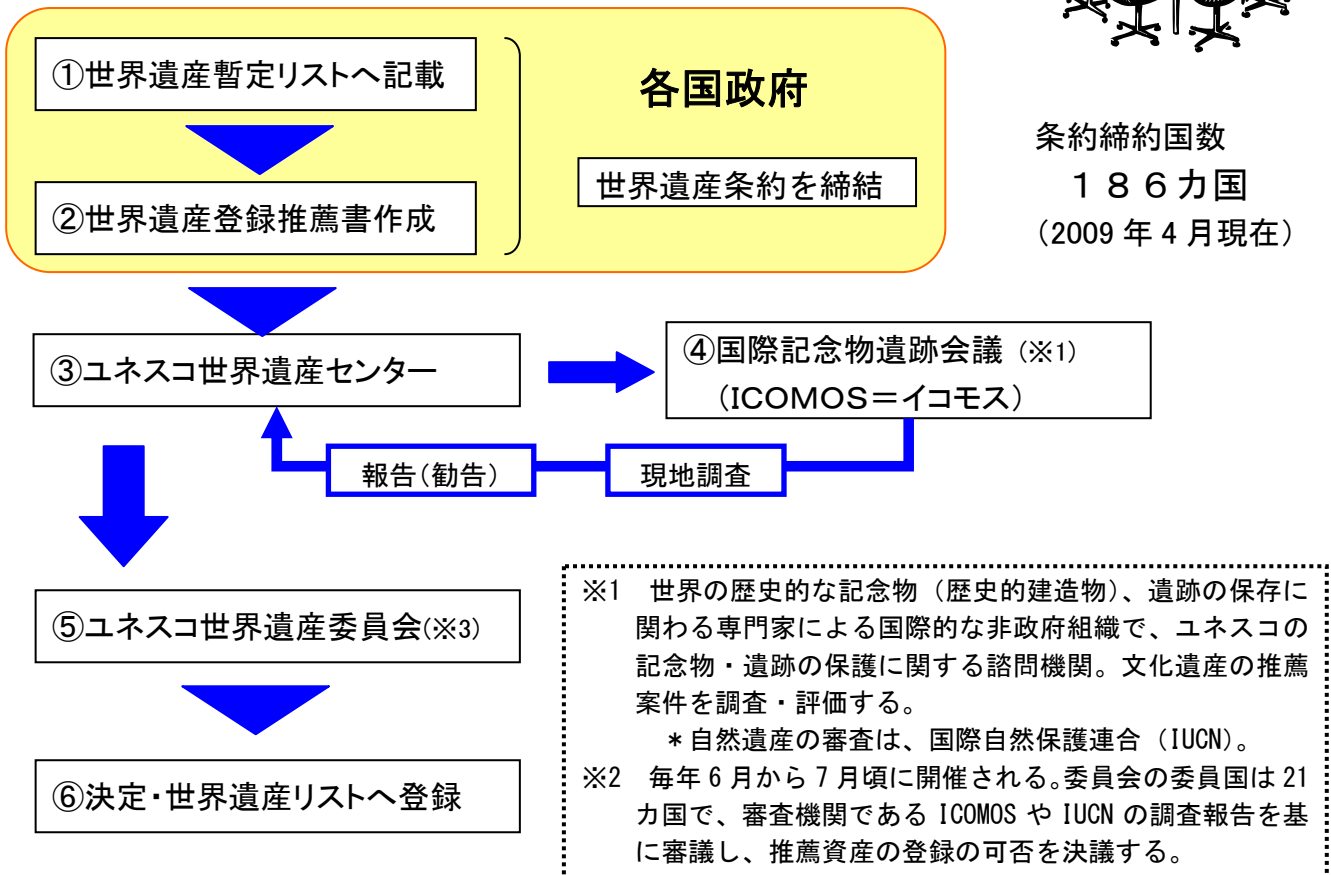 ①世界遺産暫定リストへ記載
各国政府
世界遺産条約を締結
②世界遺産登録推薦書作成
条約締約国数
１８６カ国
（2009 年 4 月現在）
③ユネスコ世界遺産センター
④国際記念物遺跡会議（※1）
（ICOMOS＝イコモス）
報告（勧告）
現地調査
⑤ユネスコ世界遺産委員会(※3)
⑥決定・世界遺産リストへ登録
※1　世界の歴史的な記念物（歴史的建造物）、遺跡の保存に
関わる専門家による国際的な非政府組織で、ユネスコの
記念物・遺跡の保護に関する諮問機関。文化遺産の推薦
案件を調査・評価する。
＊自然遺産の審査は、国際自然保護連合（IUCN）。
※2　毎年 6 月から 7 月頃に開催される。委員会の委員国は 21
カ国で、審査機関である ICOMOS や IUCN の調査報告を基
に審議し、推薦資産の登録の可否を決議する。